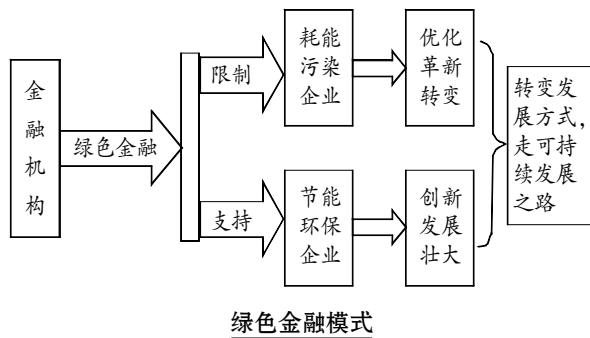 金
融
机
构
绿色金融
限制
支持
耗能
污染
企业
优化
革新
转变
节能
环保
企业
创新
发展
壮大
转变发
展方式，
走可持
续发展
之路
绿色金融模式